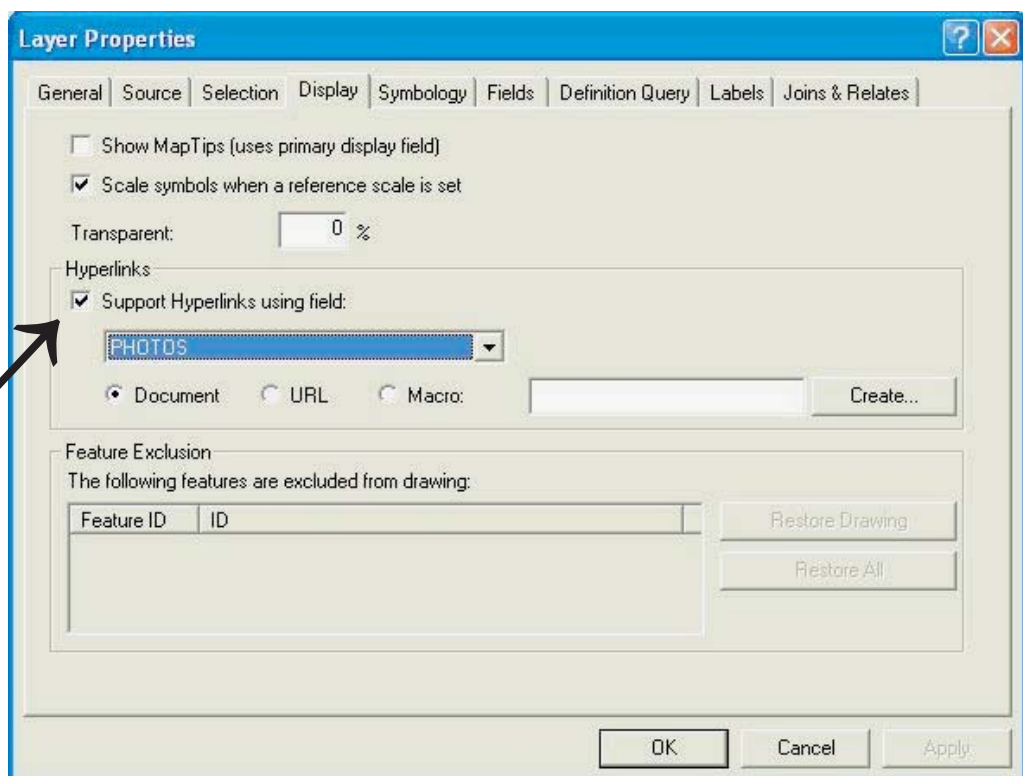 Layer Properties
General Source Selection Display Symbology Fields Definition Query Labels Joins & Relates
Show MapTips (uses primary display field)
Scale symbols when a reference scale is set
Transparent: 0 %
Hyperlinks
Support Hyperlinks using field:
PHOTOS
Document URL Macro: Create...
Feature Exclusion
The following features are excluded from drawing:
Feature ID ID
Restore Drawing
Restore All
OK Cancel Apply